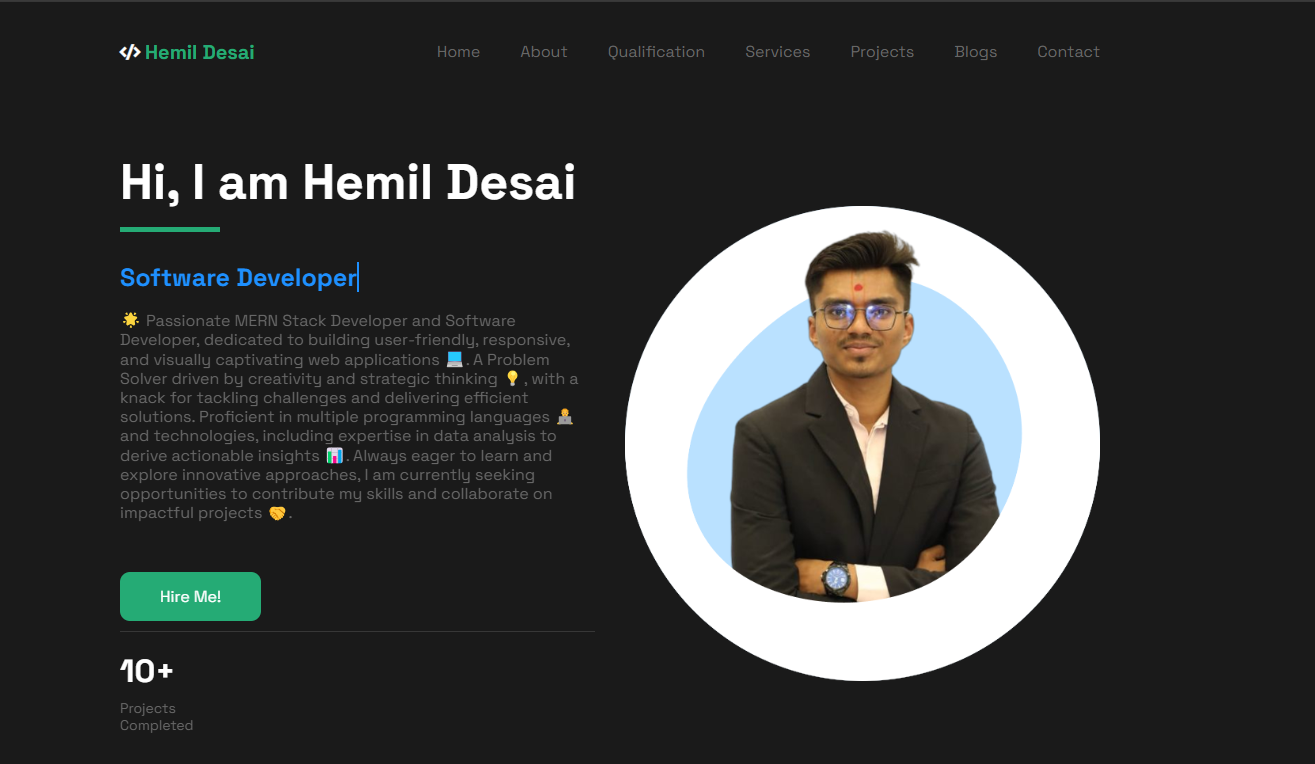 </> Hemil Desai
Home About Qualification Services Projects Blogs Contact
Hi, I am Hemil Desai
Software Developer
🌟 Passionate MERN Stack Developer and Software
Developer, dedicated to building user-friendly, responsive,
and visually captivating web applications 💻. A Problem
Solver driven by creativity and strategic thinking 💡, with a
knack for tackling challenges and delivering efficient
solutions. Proficient in multiple programming languages 👨‍💻
and technologies, including expertise in data analysis to
derive actionable insights 📊. Always eager to learn and
explore innovative approaches, I am currently seeking
opportunities to contribute my skills and collaborate on
impactful projects 🤝.
Hire Me!
10+
Projects
Completed